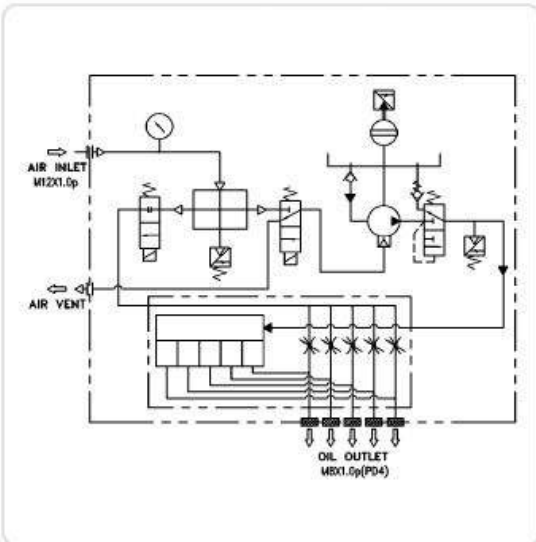 AIR INLET
M12X1.0p
AIR VENT
OIL OUTLET
M8X1.0p(PD4)